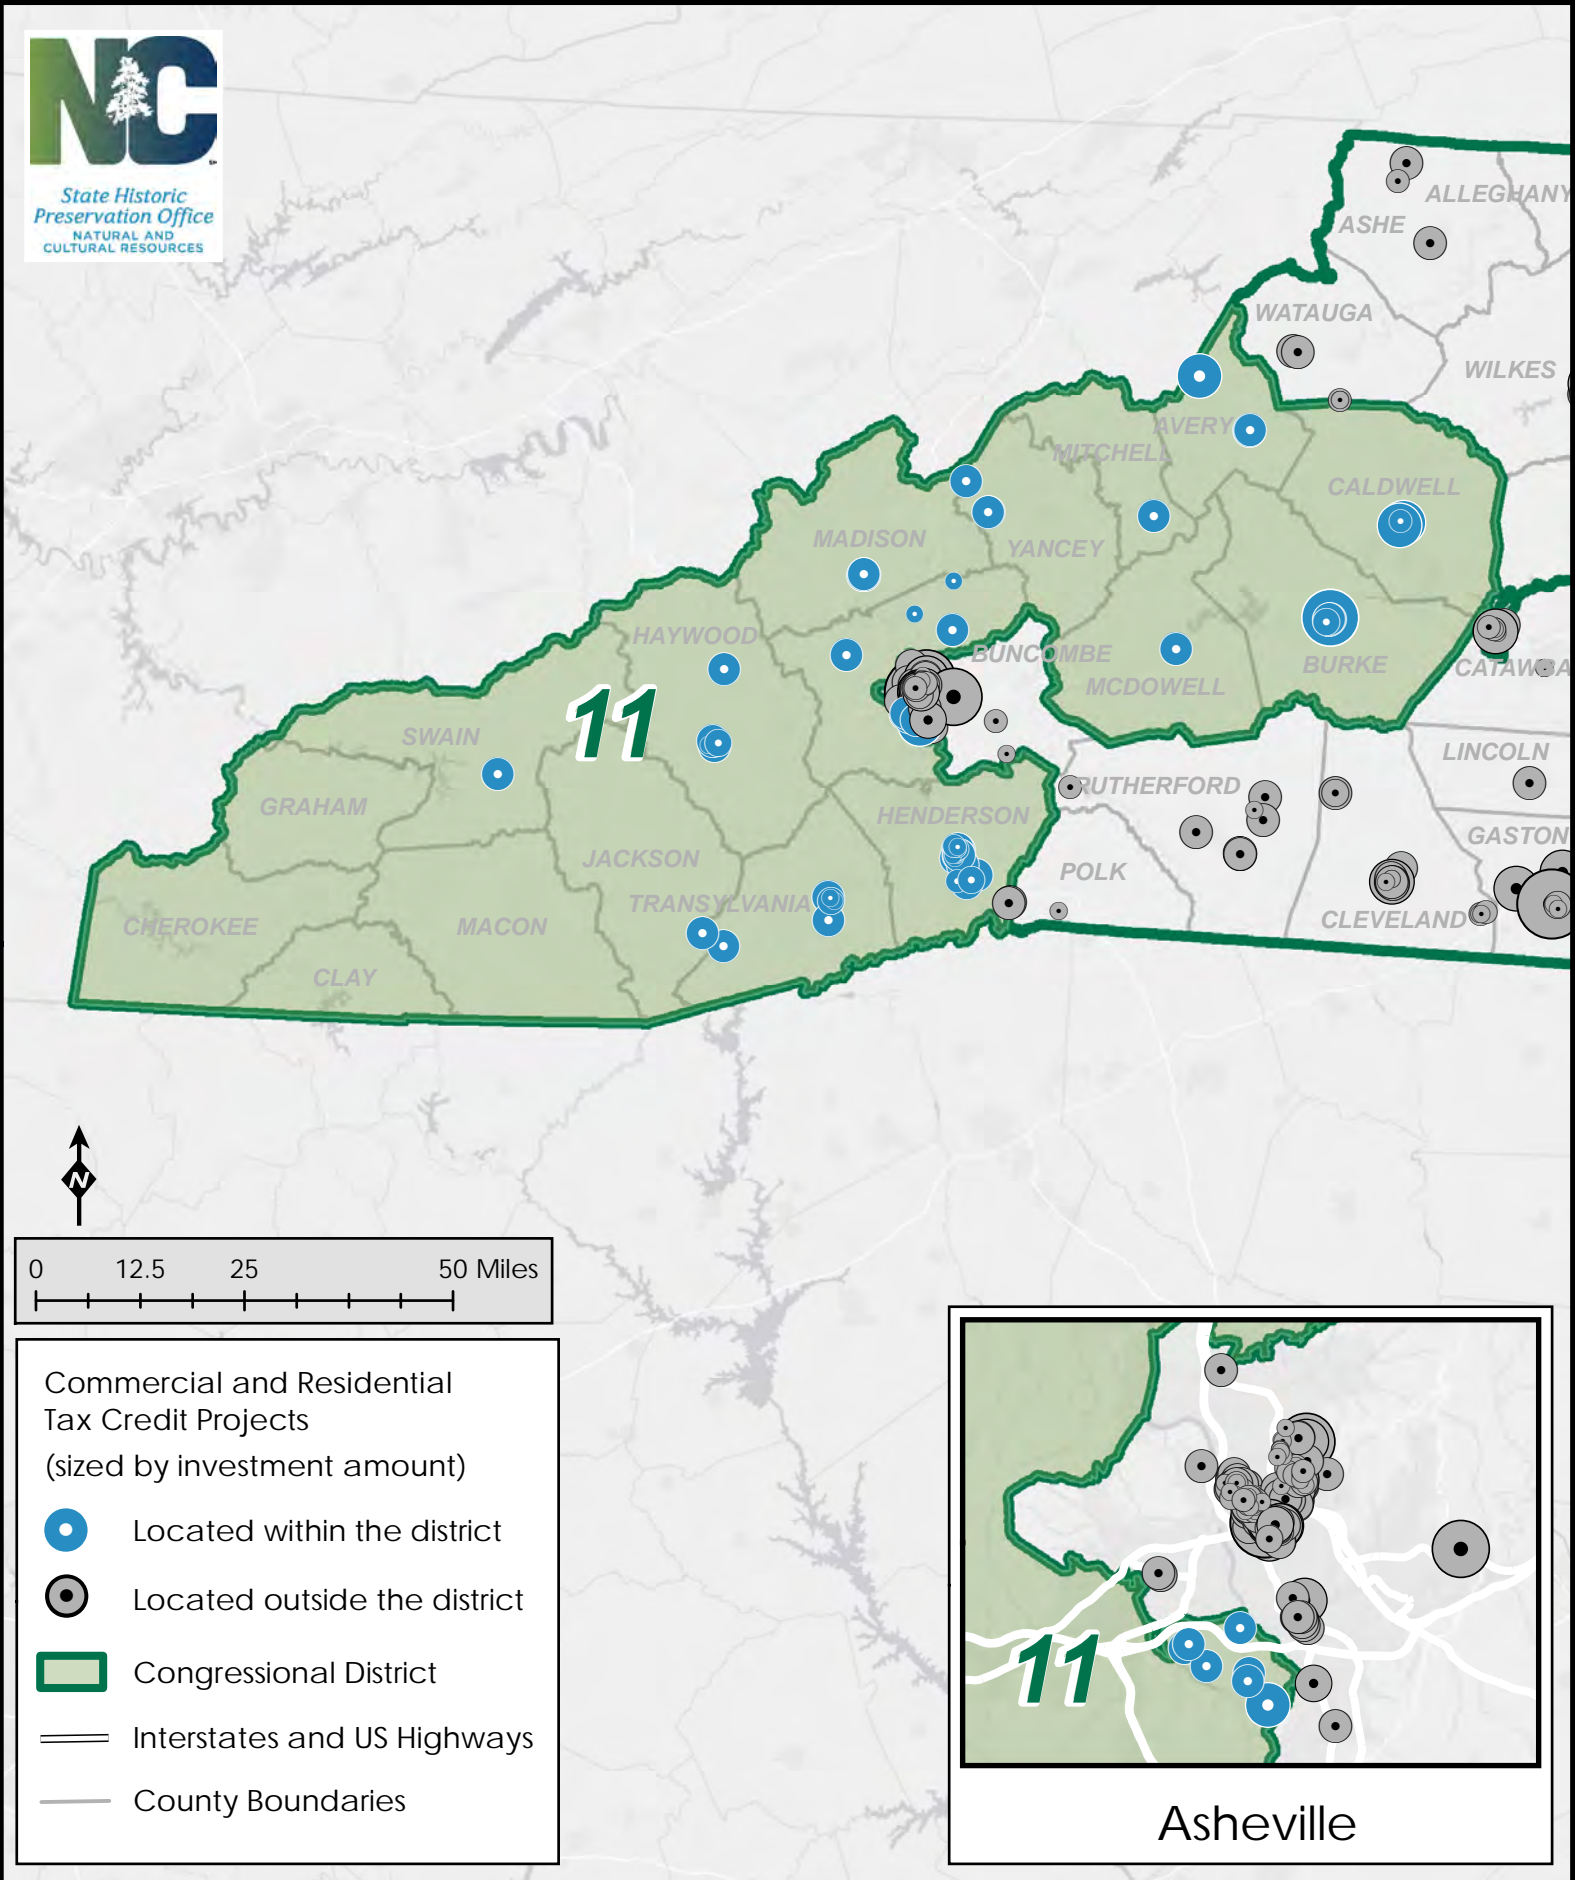 NC
State Historic
Preservation Office
NATURAL AND
CULTURAL RESOURCES
ALLEGHANY
ASHE
WATAUGA
WILKES
AVERY
MITCHELL
CALDWELL
MADISON
YANCEY
HAYWOOD
BUNCOMBE
BURKE
CATAWBA
MCDOWELL
11
SWAIN
LINCOLN
RUTHERFORD
GRAHAM
HENDERSON
GASTON
JACKSON
POLK
TRANSYLVANIA
CHEROKEE
MACON
CLEVELAND
CLAY
N
0 12.5 25 50 Miles
Commercial and Residential
Tax Credit Projects
(sized by investment amount)
Located within the district
Located outside the district
Congressional District
Interstates and US Highways
County Boundaries
11
Asheville